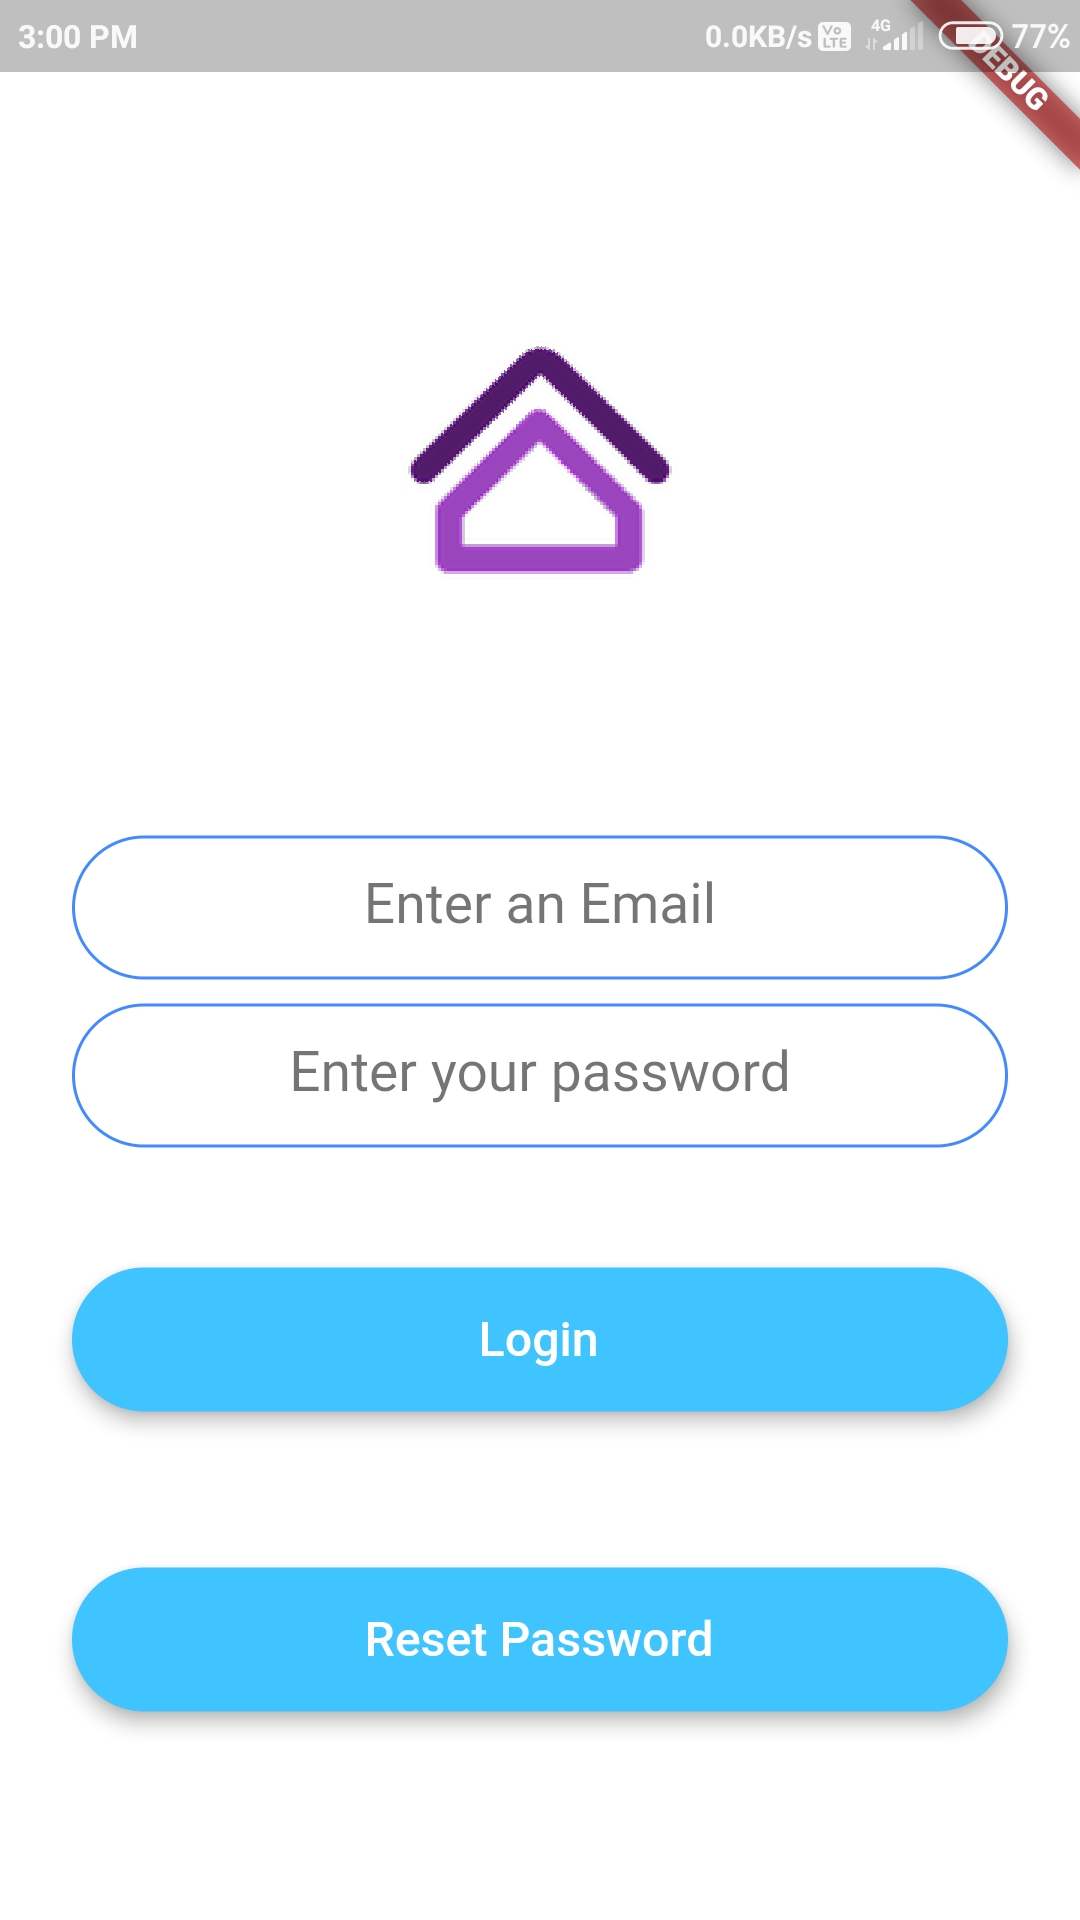 3:00 PM
0.0KB/s Vo LTE 4G 77%
DEBUG
Enter an Email
Enter your password
Login
Reset Password